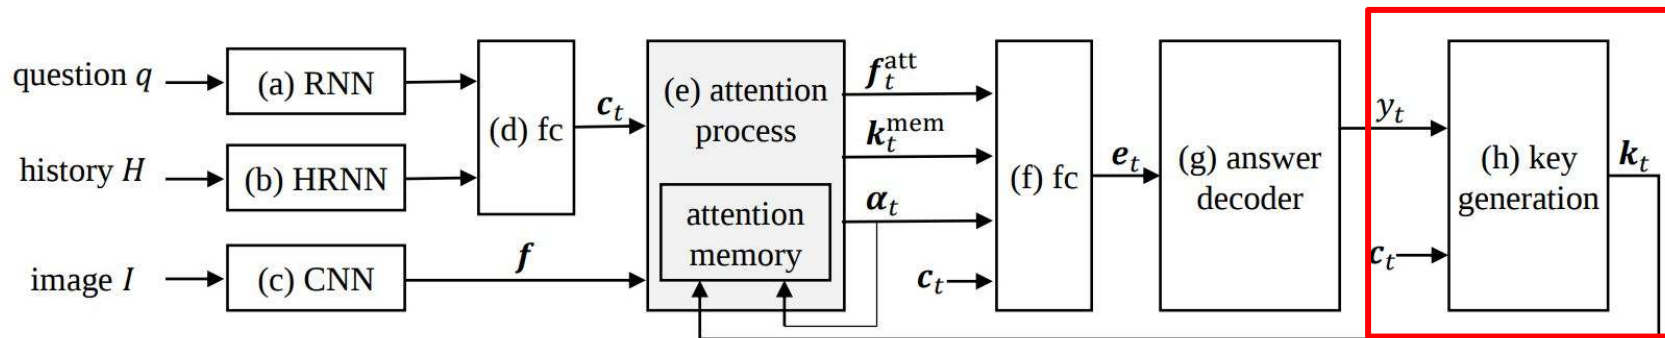 question q
history H
image I
(a) RNN
(b) HRNN
(c) CNN
(d) fc
c_t
f
(e) attention
process
attention
memory
f_t^att
k_t^mem
α_t
c_t
(f) fc
e_t
(g) answer
decoder
y_t
c_t
(h) key
generation
k_t